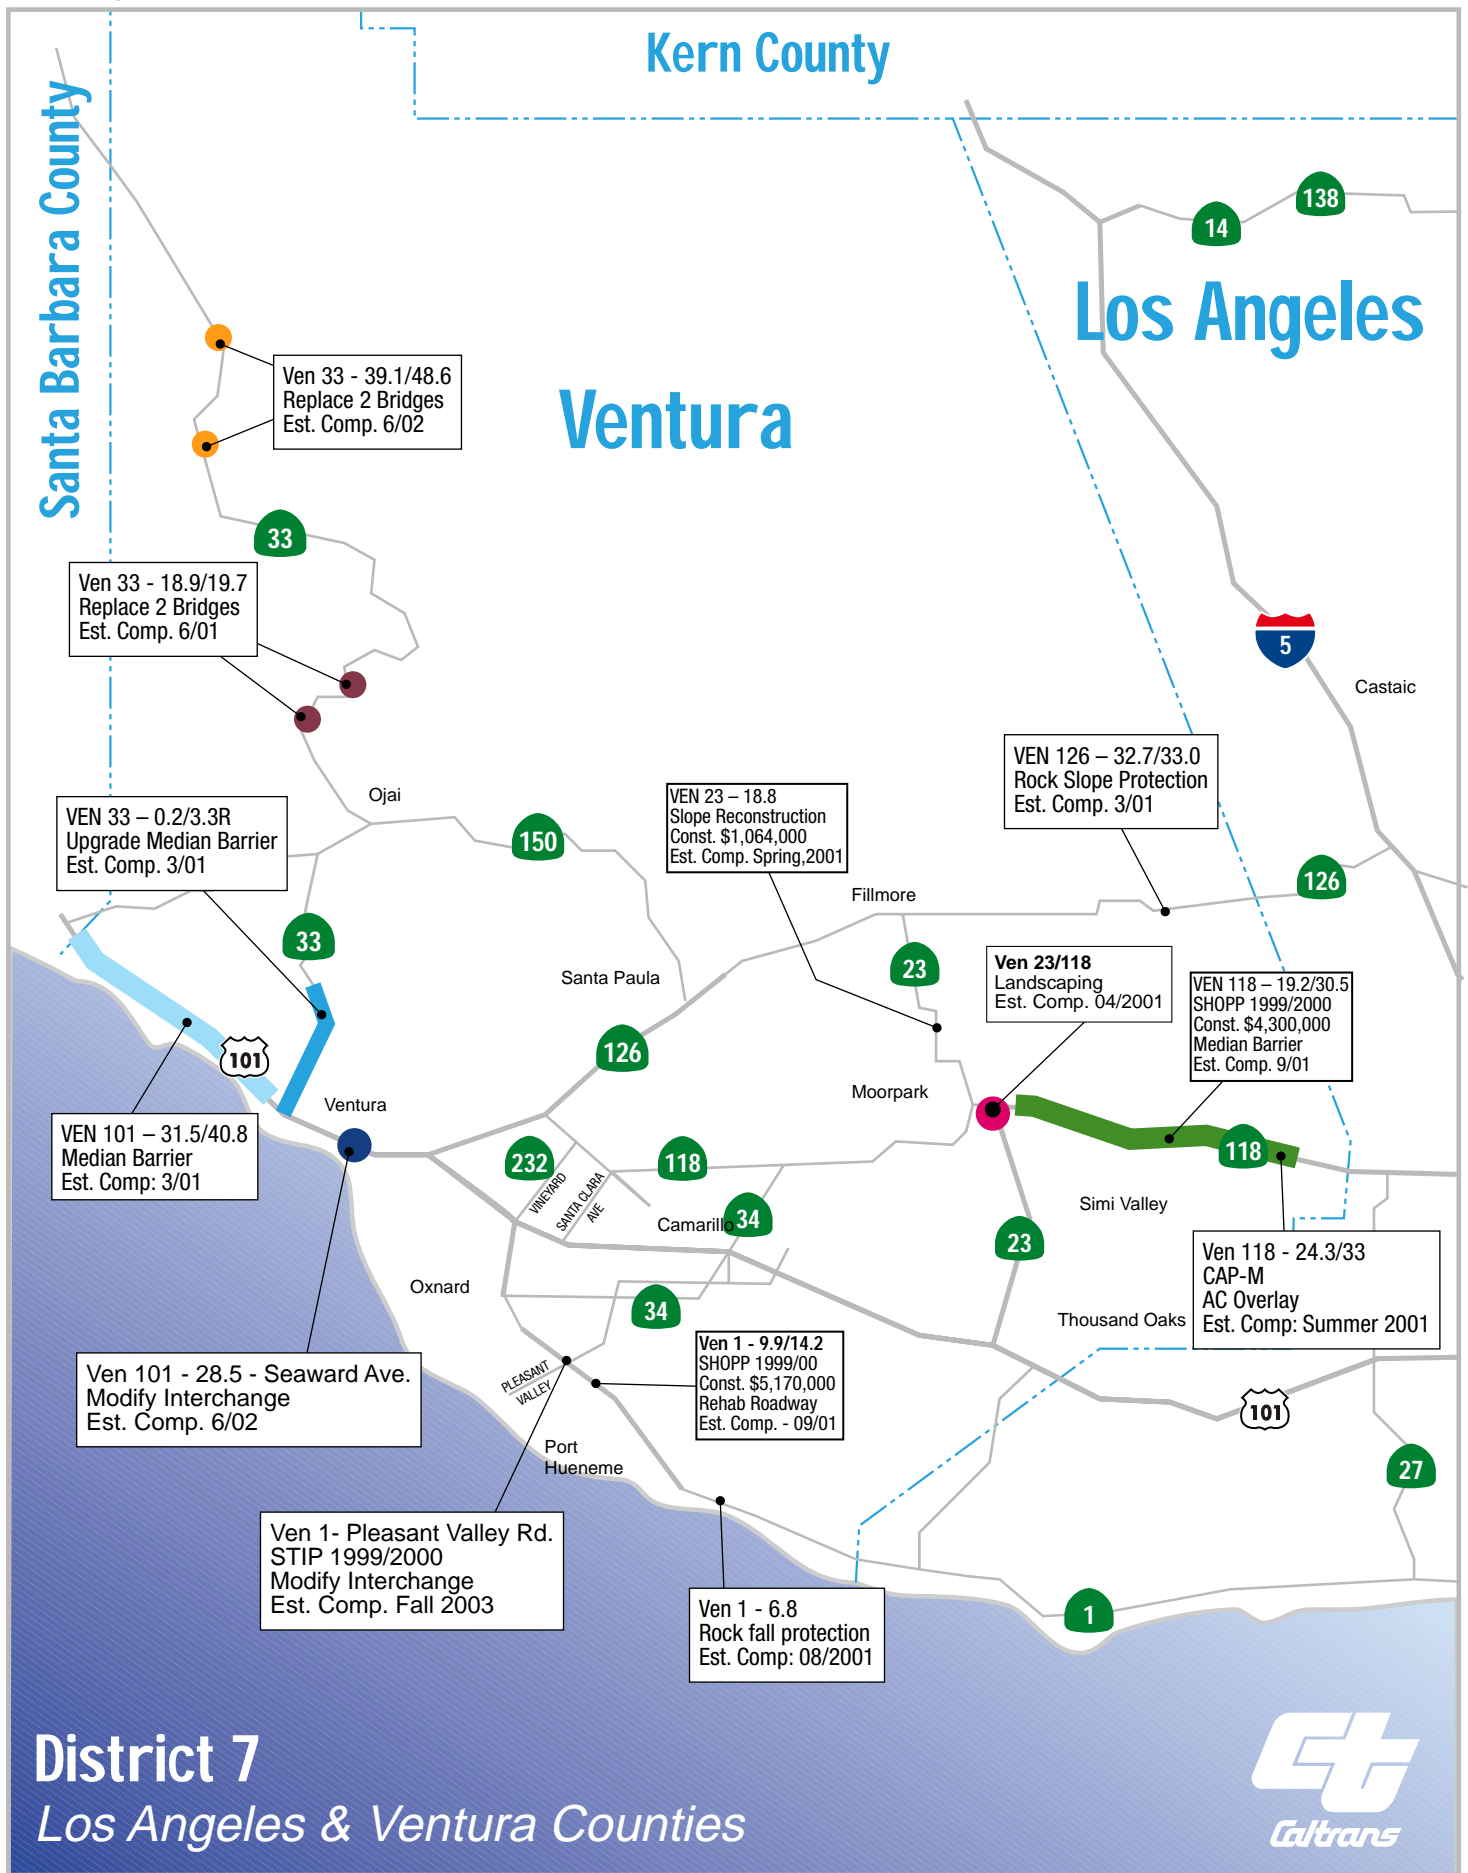 Kern County
Santa Barbara County
138
14
Los Angeles
Ven 33 - 39.1/48.6
Replace 2 Bridges
Est. Comp. 6/02
Ventura
33
Ven 33 - 18.9/19.7
Replace 2 Bridges
Est. Comp. 6/01
5
Castaic
VEN 126 – 32.7/33.0
Rock Slope Protection
Est. Comp. 3/01
Ojai
VEN 33 – 0.2/3.3R
Upgrade Median Barrier
Est. Comp. 3/01
VEN 23 – 18.8
Slope Reconstruction
Const. $1,064,000
Est. Comp. Spring,2001
150
126
Fillmore
33
23
Santa Paula
Ven 23/118
Landscaping
Est. Comp. 04/2001
VEN 118 – 19.2/30.5
SHOPP 1999/2000
Const. $4,300,000
Median Barrier
Est. Comp. 9/01
101
126
Moorpark
Ventura
VEN 101 – 31.5/40.8
Median Barrier
Est. Comp: 3/01
232
118
118
VINEYARD
SANTA CLARA
AVE
Simi Valley
Camarillo
34
23
Ven 118 - 24.3/33
CAP-M
AC Overlay
Est. Comp: Summer 2001
Oxnard
34
Thousand Oaks
Ven 1 - 9.9/14.2
SHOPP 1999/00
Const. $5,170,000
Rehab Roadway
Est. Comp. - 09/01
Ven 101 - 28.5 - Seaward Ave.
Modify Interchange
Est. Comp. 6/02
PLEASANT
VALLEY
101
Port
Hueneme
27
Ven 1- Pleasant Valley Rd.
STIP 1999/2000
Modify Interchange
Est. Comp. Fall 2003
Ven 1 - 6.8
Rock fall protection
Est. Comp: 08/2001
1
District 7
Los Angeles & Ventura Counties
Ct
Caltrans